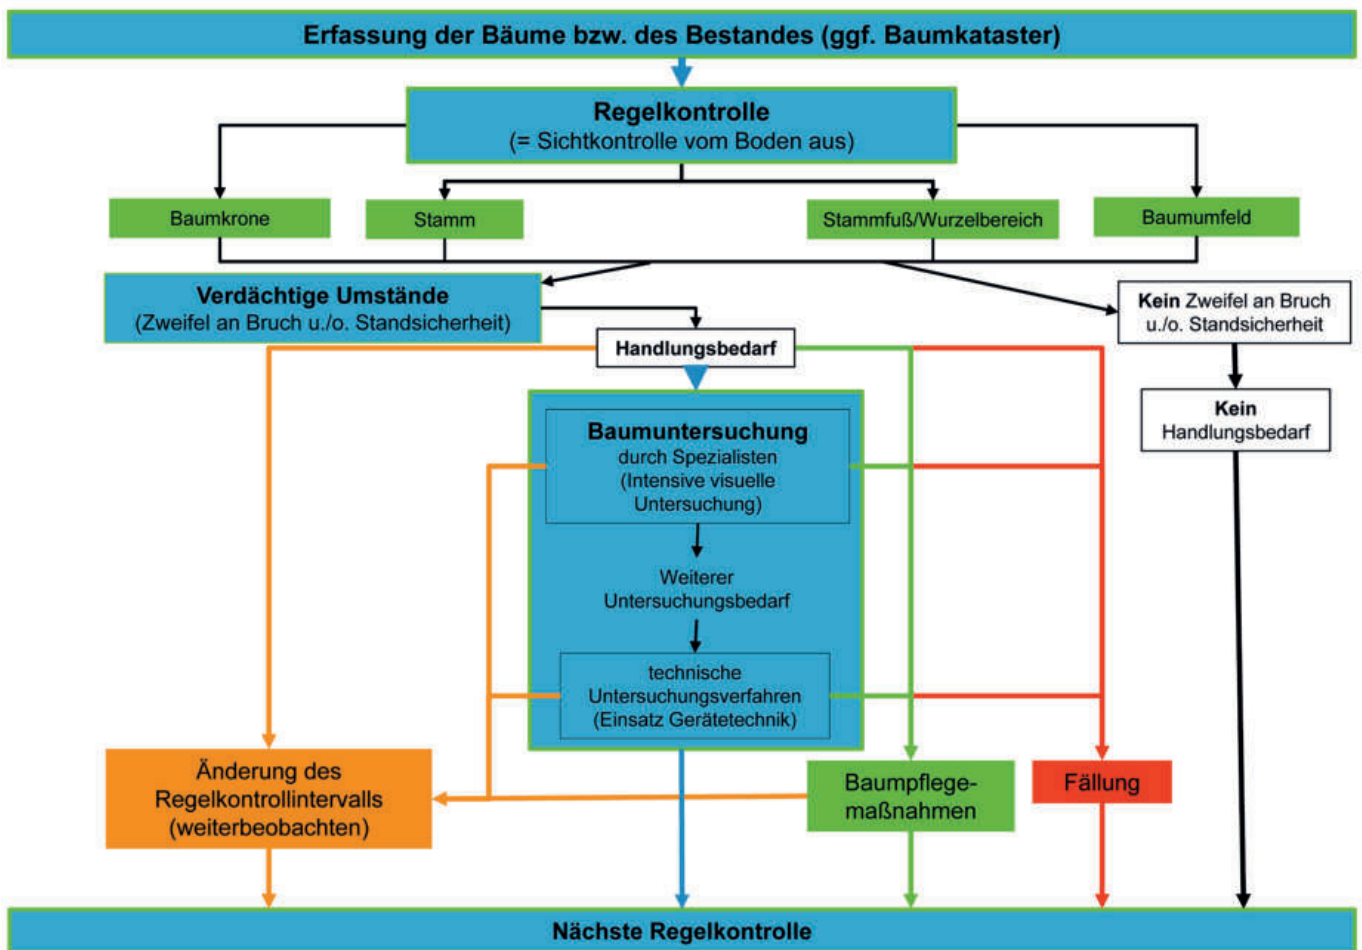 Erfassung der Bäume bzw. des Bestandes (ggf. Baumkataster)
Regelkontrolle
(= Sichtkontrolle vom Boden aus)
Baumkrone
Stamm
Stammfuß/Wurzelbereich
Baumumfeld
Verdächtige Umstände
(Zweifel an Bruch u./o. Standsicherheit)
Kein Zweifel an Bruch
u./o. Standsicherheit
Handlungsbedarf
Kein
Handlungsbedarf
Baumuntersuchung
durch Spezialisten
(Intensive visuelle
Untersuchung)
Weiterer
Untersuchungsbedarf
technische
Untersuchungsverfahren
(Einsatz Gerätetechnik)
Änderung des
Regelkontrollintervalls
(weiterbeobachten)
Baumpflege-
maßnahmen
Fällung
Nächste Regelkontrolle